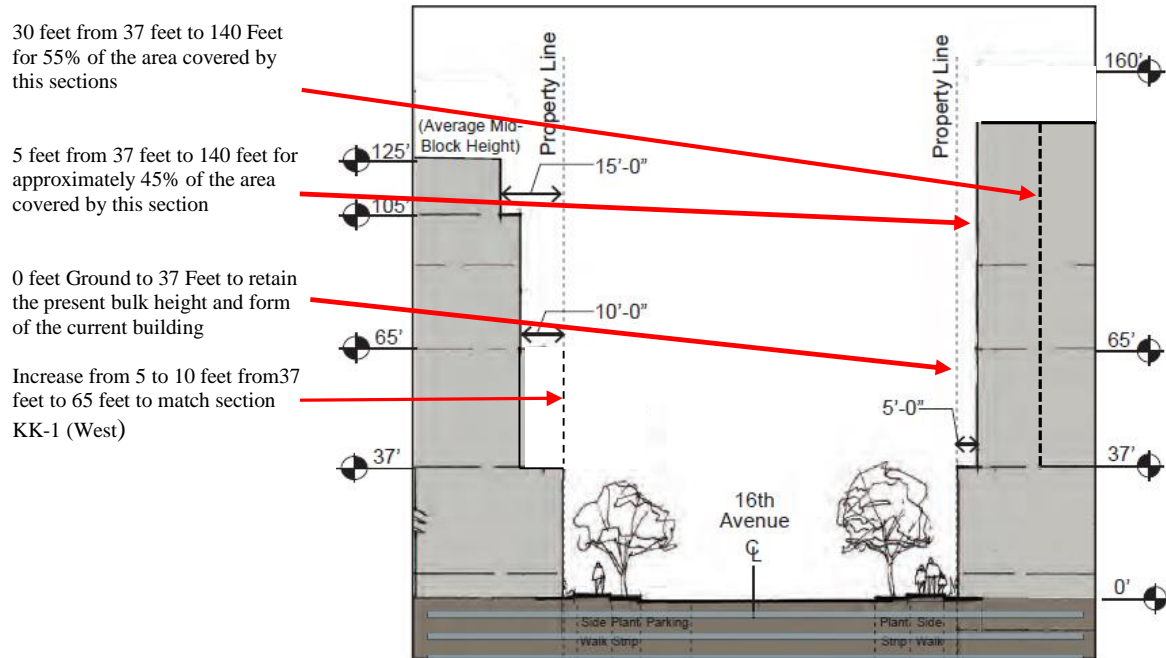 30 feet from 37 feet to 140 Feet
for 55% of the area covered by
this sections
5 feet from 37 feet to 140 feet for
approximately 45% of the area
covered by this section
0 feet Ground to 37 Feet to retain
the present bulk height and form
of the current building
Increase from 5 to 10 feet from37
feet to 65 feet to match section
KK-1 (West)
(Average Mid-
Block Height)
125'
105'
65'
37'
Property Line
15'-0"
10'-0"
Property Line
5'-0"
160'
65'
37'
0'
16th
Avenue
CL
Side Plant Parking
Walk Strip
Plant Side
Strip Walk